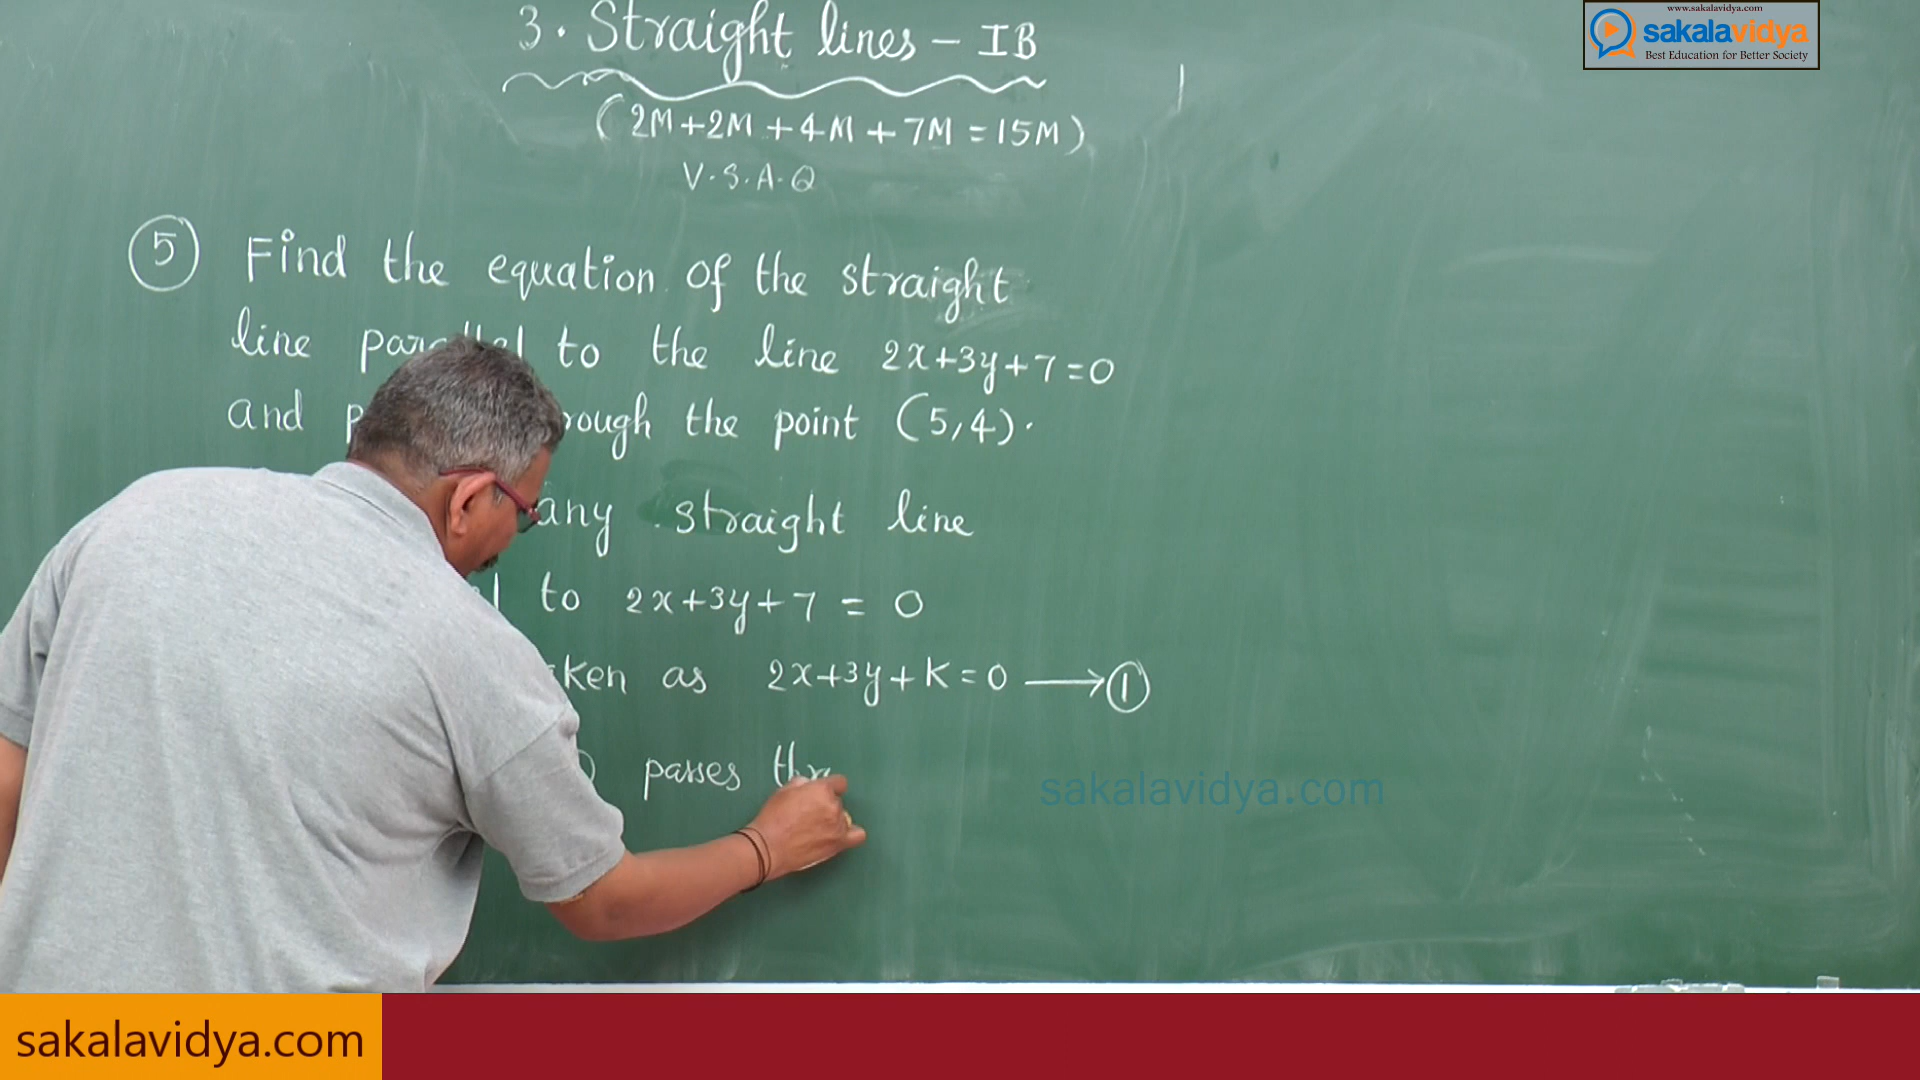 3. Straight lines - IB
(2M+2M+4M+7M=15M)
V.S.A.Q
www.sakalavidya.com
sakalavidya
Best Education for Better Society
5 Find the equation of the straight
line to the line 2x+3y+7=0
and the point (5,4).
any straight line
to 2x+3y+7 = 0
as 2x+3y+K=0 → 1
passes
sakalavidya.com
sakalavidya.com